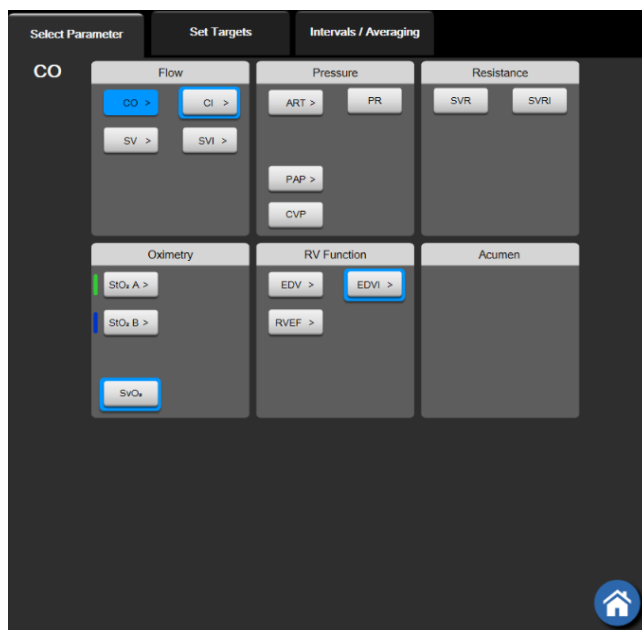 Select Parameter
Set Targets
Intervals / Averaging
CO
Flow
CO >
CI >
SV >
SVI >
Pressure
ART >
PR
PAP >
CVP
Resistance
SVR
SVRI
Oximetry
StO₂ A >
StO₂ B >
SvO₂
RV Function
EDV >
EDVI >
RVEF >
Acumen